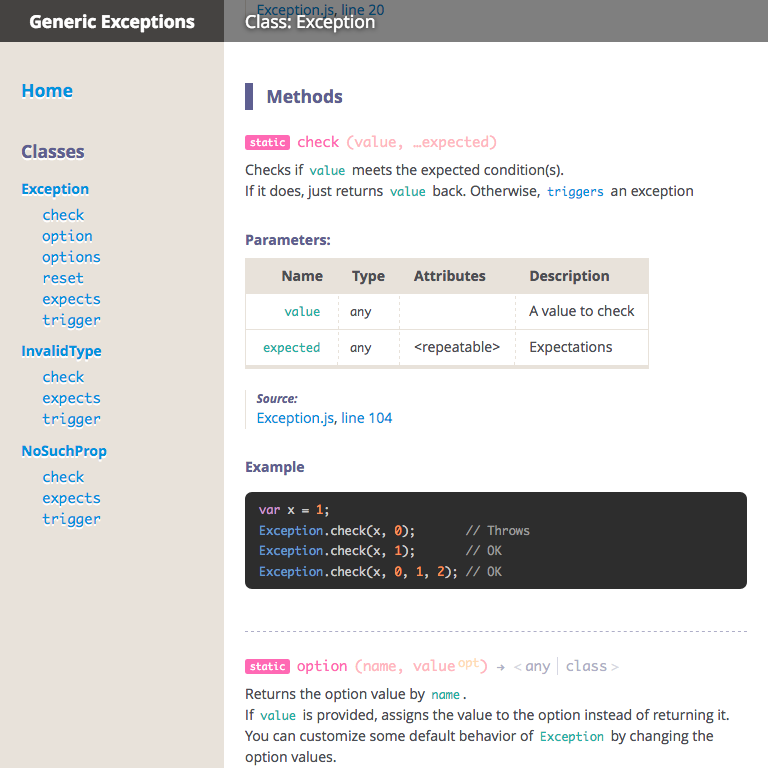 Generic Exceptions
Home
Classes
Exception
check
option
options
reset
expects
trigger
InvalidType
check
expects
trigger
NoSuchProp
check
expects
trigger
Exception.js, line 20
Class: Exception
Methods
static check (value, …expected)
Checks if value meets the expected condition(s).
If it does, just returns value back. Otherwise, triggers an exception
Parameters:
Name Type Attributes Description
value any A value to check
expected any <repeatable> Expectations
Source:
Exception.js, line 104
Example
var x = 1;
Exception.check(x, 0); // Throws
Exception.check(x, 1); // OK
Exception.check(x, 0, 1, 2); // OK
static option (name, value opt) → <any|class>
Returns the option value by name.
If value is provided, assigns the value to the option instead of returning it.
You can customize some default behavior of Exception by changing the
option values.